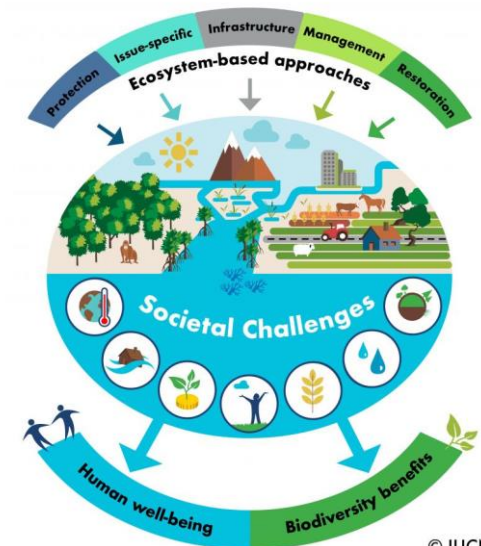 Protection
Issue-specific
Infrastructure
Management
Restoration
Ecosystem-based approaches
Societal Challenges
Human well-being
Biodiversity benefits